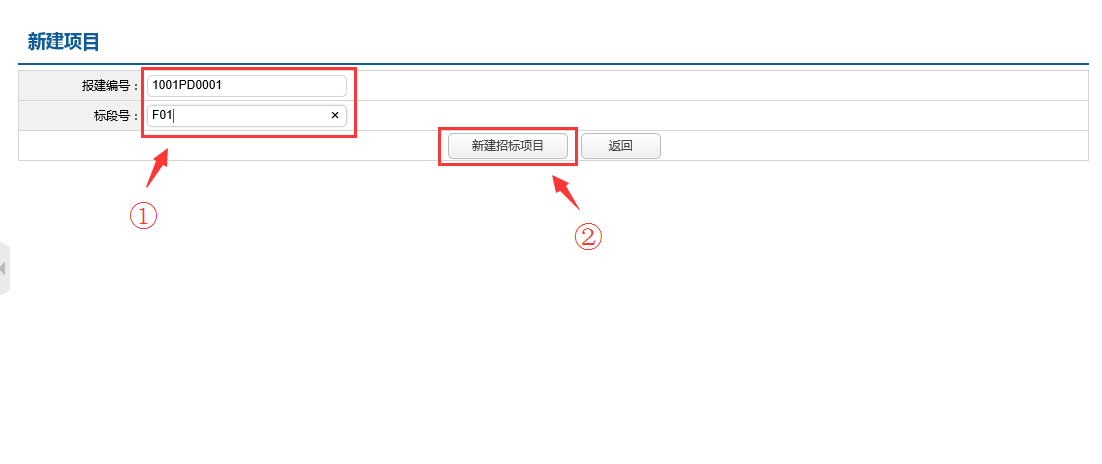 新建项目
报建编号： 1001PD0001
标段号： F01 ×
新建招标项目 返回
①
②